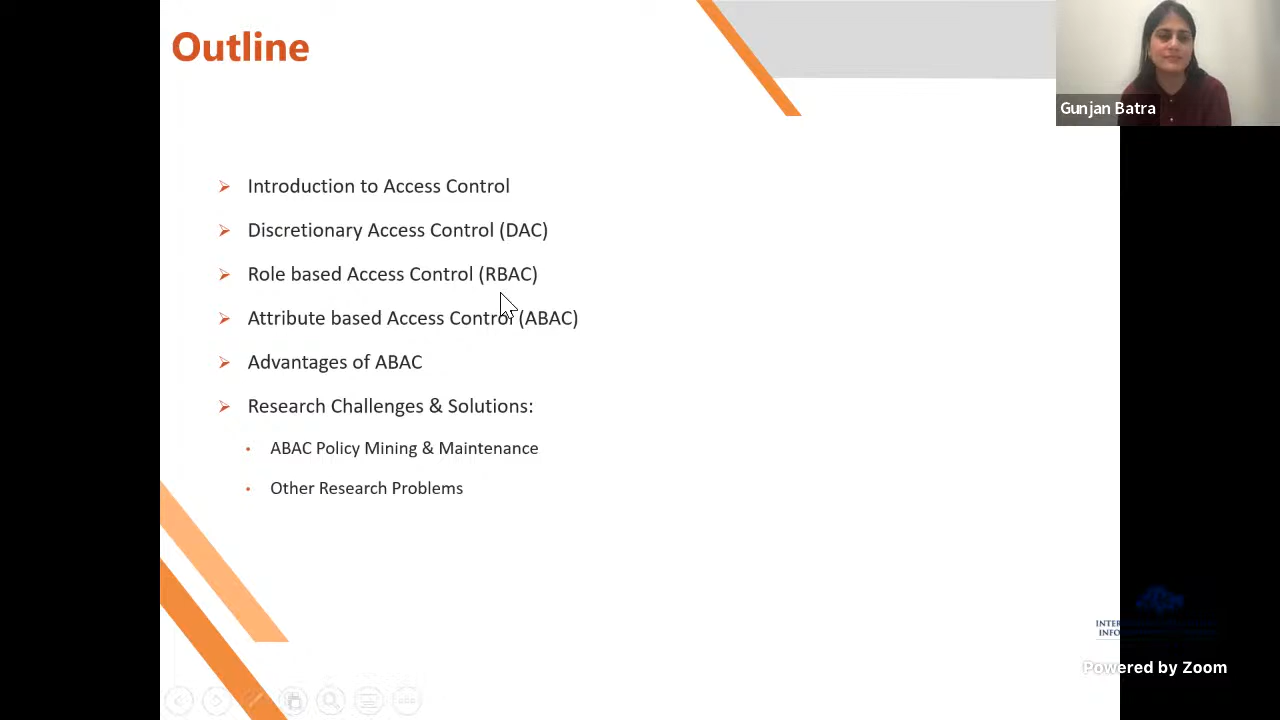 Outline
Gunjan Batra
Introduction to Access Control
Discretionary Access Control (DAC)
Role based Access Control (RBAC)
Attribute based Access Control (ABAC)
Advantages of ABAC
Research Challenges & Solutions:
ABAC Policy Mining & Maintenance
Other Research Problems
Powered by Zoom